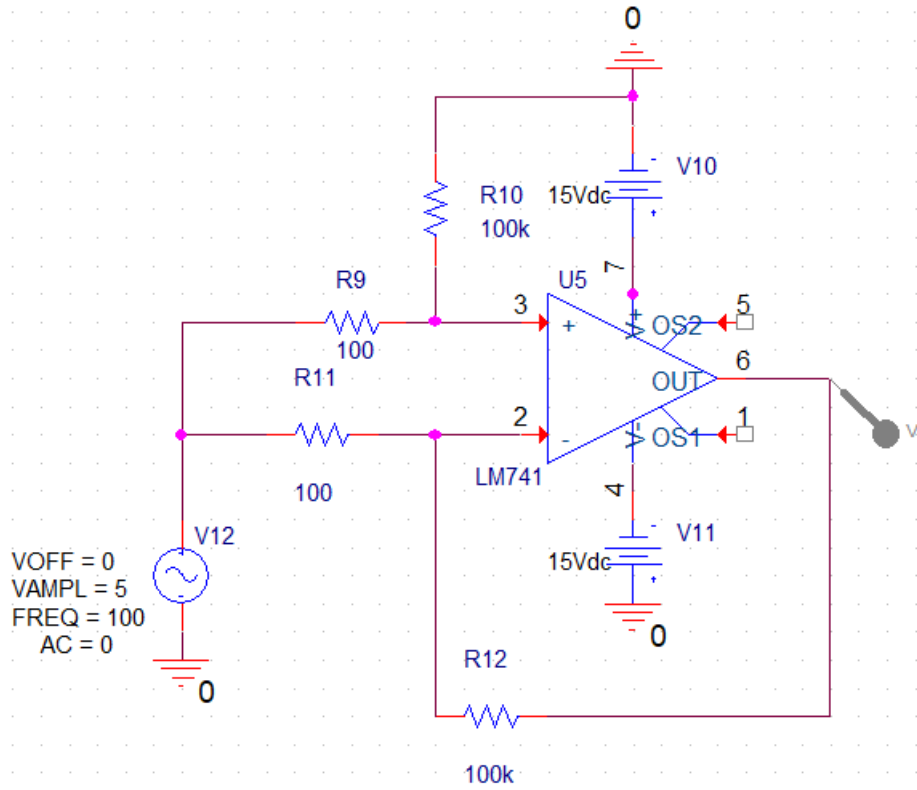 0
V10
-
15Vdc
+
R10
100k
7
U5
R9
100
3
+
V+
OS2
5
R11
100
OUT
6
2
-
V-
OS1
1
V
LM741
4
V12
VOFF = 0
VAMPL = 5
FREQ = 100
AC = 0
-
V11
15Vdc
+
0
0
R12
100k